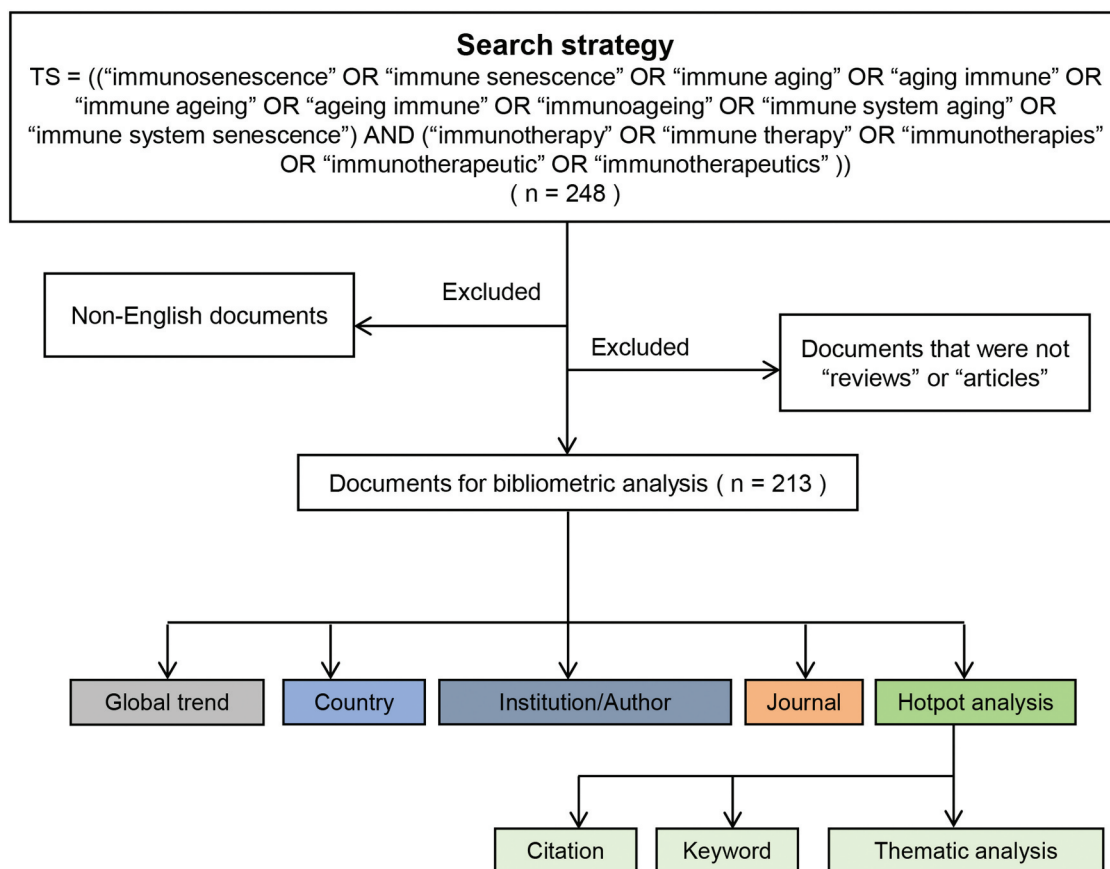 Search strategy
TS = ((“immunosenescence” OR “immune senescence” OR “immune aging” OR “aging immune” OR
“immune ageing” OR “ageing immune” OR “immunoageing” OR “immune system aging” OR
“immune system senescence”) AND (“immunotherapy” OR “immune therapy” OR “immunotherapies”
OR “immunotherapeutic” OR “immunotherapeutics” ))
( n = 248 )
Excluded
Non-English documents
Excluded
Documents that were not
“reviews” or “articles”
Documents for bibliometric analysis ( n = 213 )
Global trend
Country
Institution/Author
Journal
Hotpot analysis
Citation
Keyword
Thematic analysis